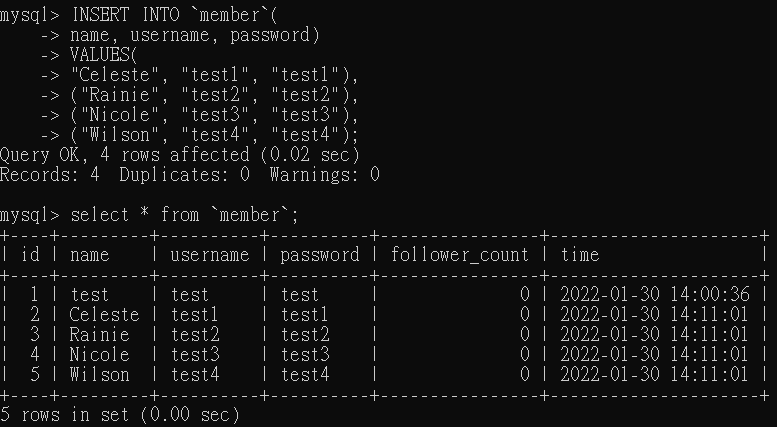 mysql> INSERT INTO `member`(
    -> name, username, password)
    -> VALUES(
    -> "Celeste", "test1", "test1"),
    -> ("Rainie", "test2", "test2"),
    -> ("Nicole", "test3", "test3"),
    -> ("Wilson", "test4", "test4");
Query OK, 4 rows affected (0.02 sec)
Records: 4  Duplicates: 0  Warnings: 0

mysql> select * from `member`;
+----+---------+----------+----------+----------------+---------------------+
| id | name    | username | password | follower_count | time                |
+----+---------+----------+----------+----------------+---------------------+
|  1 | test    | test     | test     |              0 | 2022-01-30 14:00:36 |
|  2 | Celeste | test1    | test1    |              0 | 2022-01-30 14:11:01 |
|  3 | Rainie  | test2    | test2    |              0 | 2022-01-30 14:11:01 |
|  4 | Nicole  | test3    | test3    |              0 | 2022-01-30 14:11:01 |
|  5 | Wilson  | test4    | test4    |              0 | 2022-01-30 14:11:01 |
+----+---------+----------+----------+----------------+---------------------+
5 rows in set (0.00 sec)